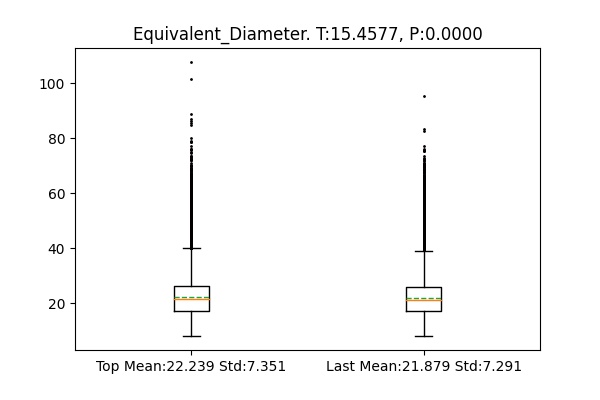 Equivalent_Diameter. T:15.4577, P:0.0000
100
80
60
40
20
Top Mean:22.239 Std:7.351
Last Mean:21.879 Std:7.291